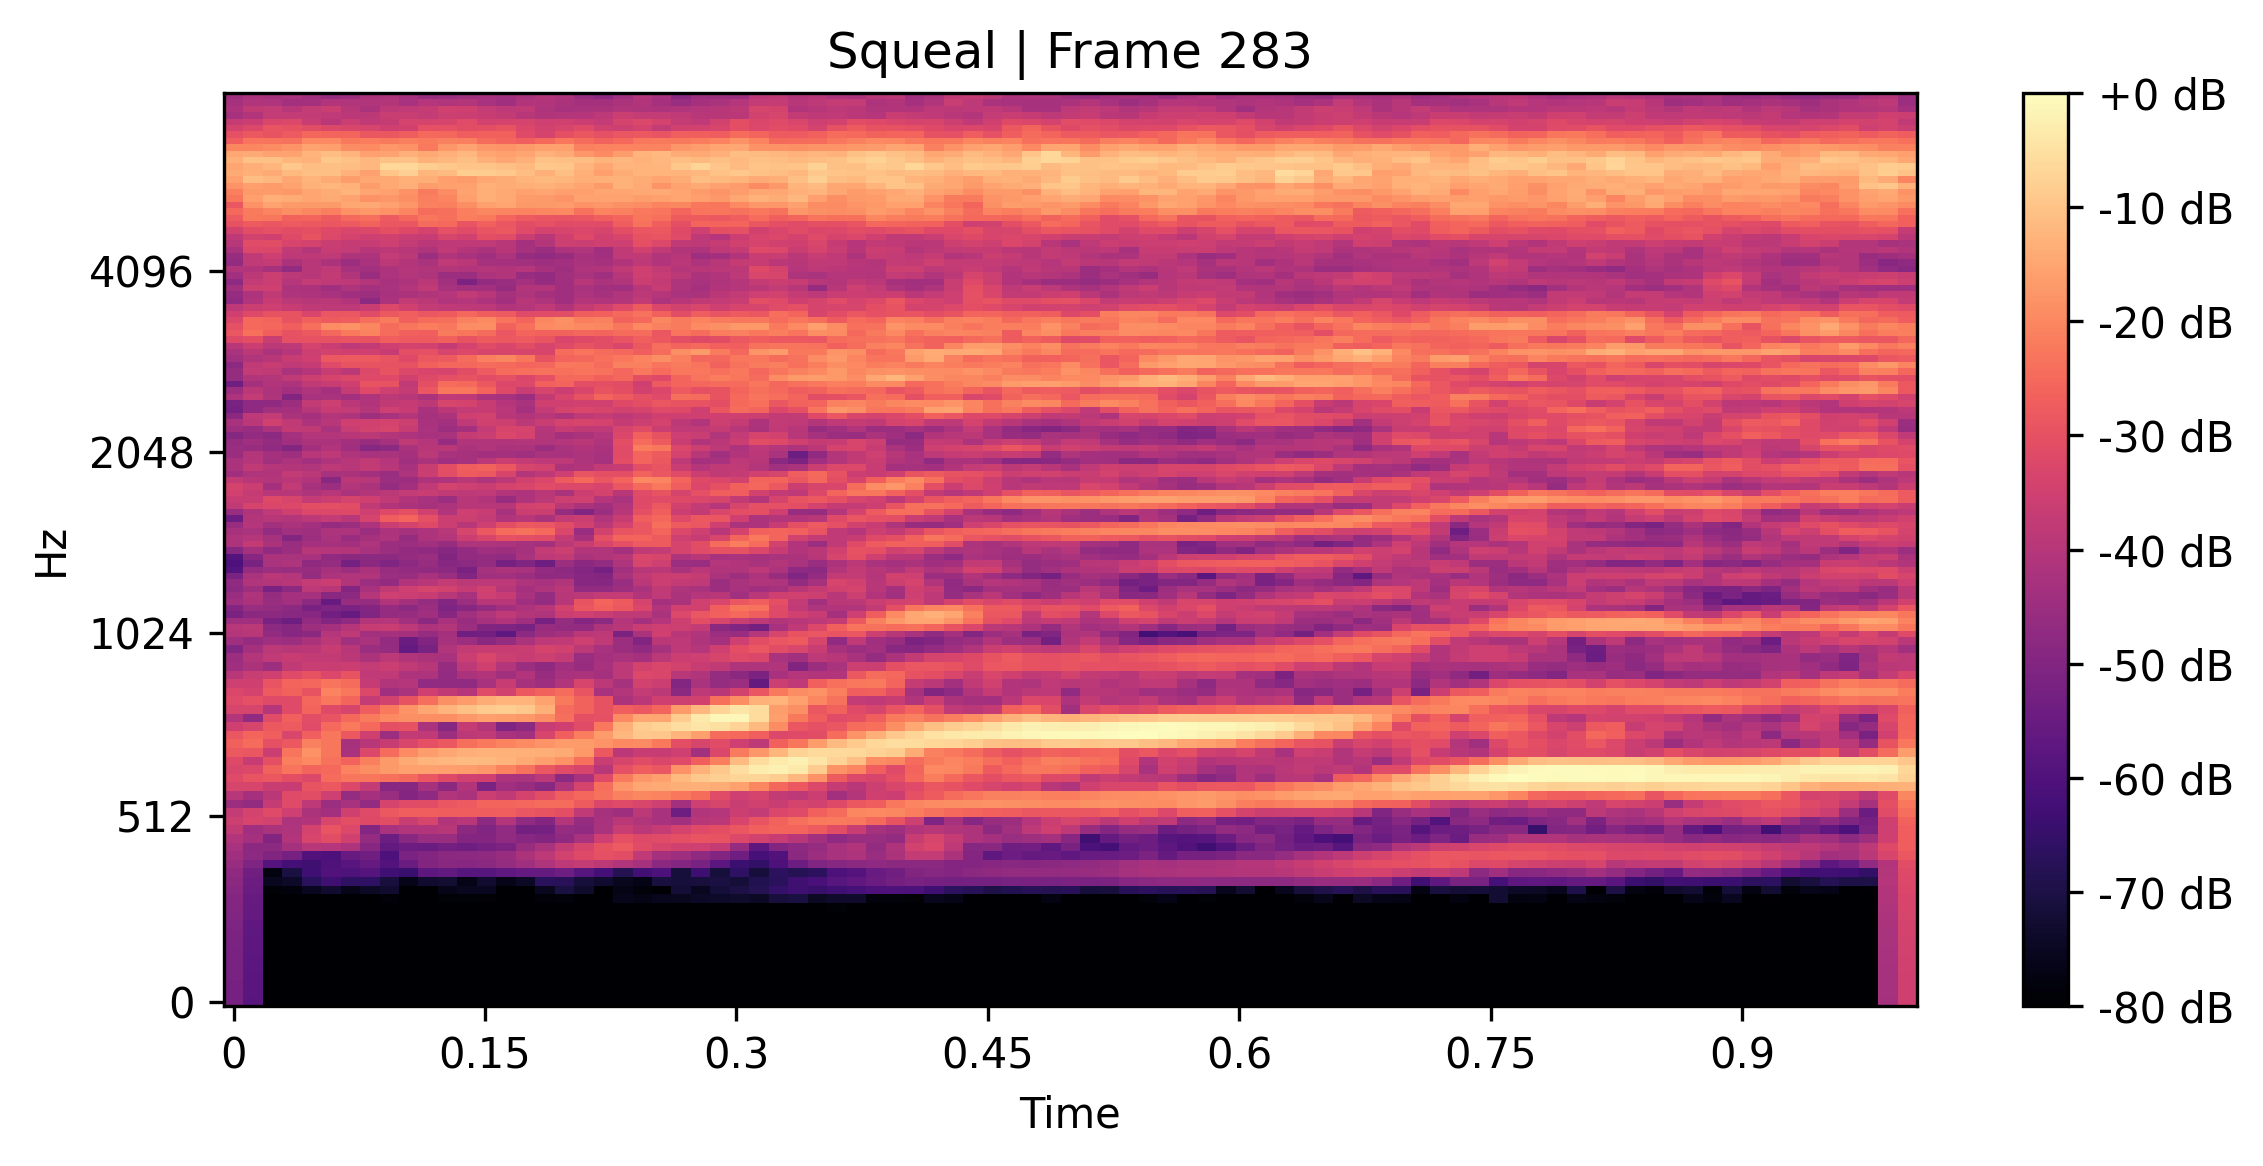 Squeal | Frame 283
+0 dB
-10 dB
-20 dB
-30 dB
-40 dB
-50 dB
-60 dB
-70 dB
-80 dB
Hz
4096
2048
1024
512
0
0 0.15 0.3 0.45 0.6 0.75 0.9
Time